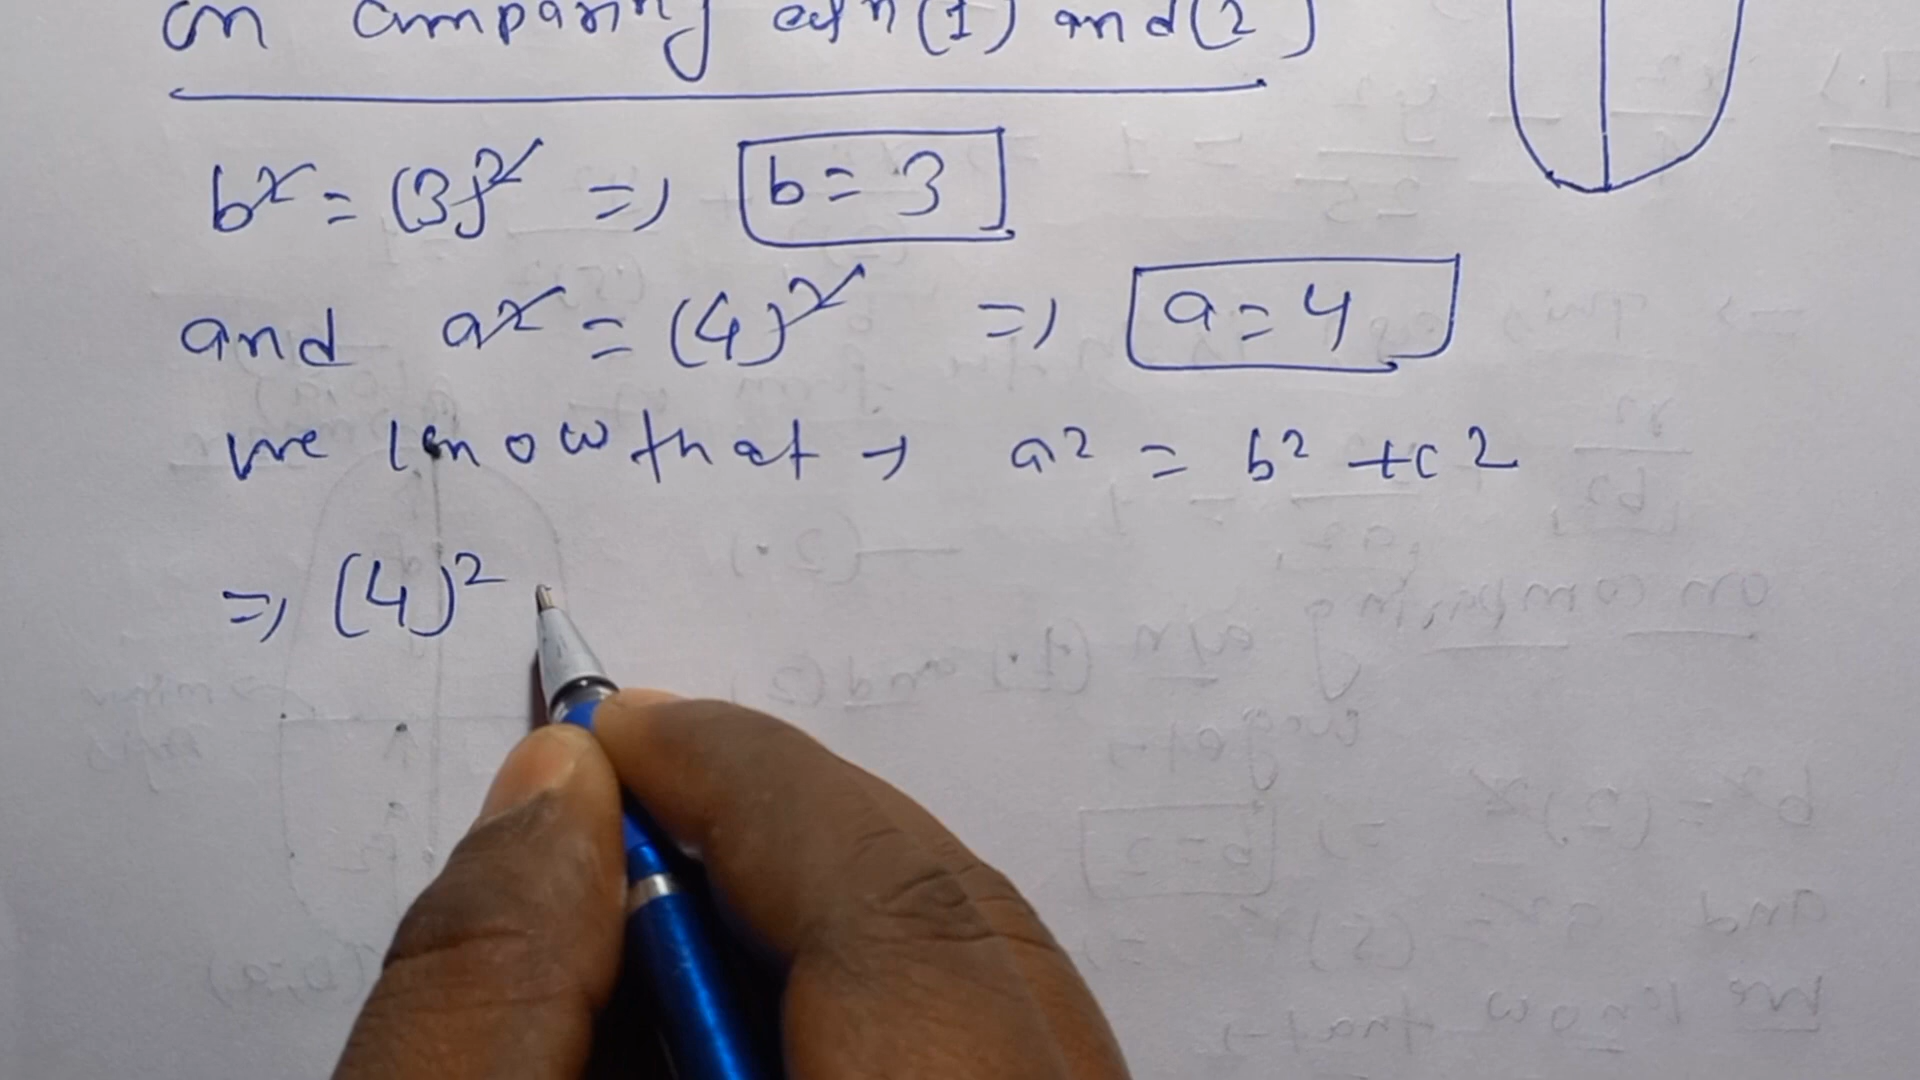 on comparing eqn (1) and (2)
b² = (3)² => b = 3
and a² = (4)² => a = 4
we know that → a² = b² + c²
=> (4)²